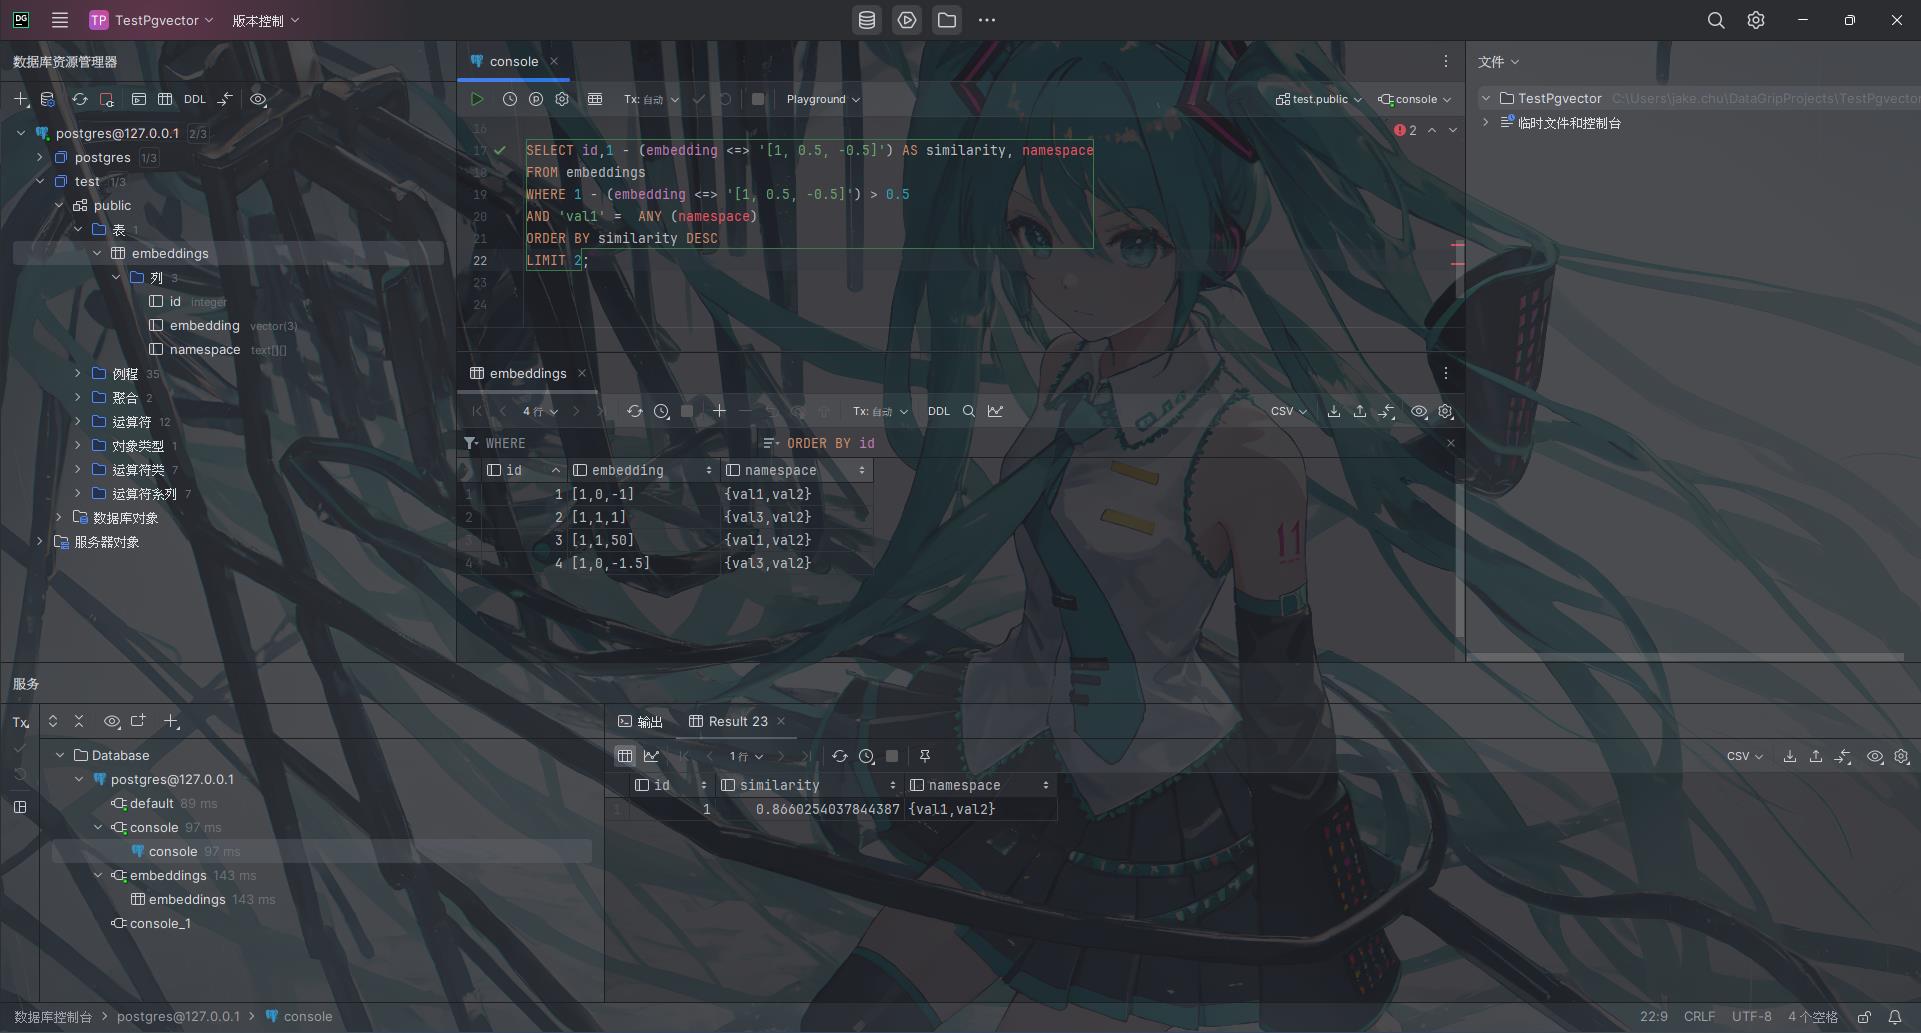 DG
TP TestPgvector 版本控制
数据库资源管理器
DDL
postgres@127.0.0.1 2/3
postgres 1/3
test 1/3
public
表 1
embeddings
列 3
id integer
embedding vector(3)
namespace text[][]
例程 35
聚合 2
运算符 12
对象类型 1
运算符类 7
运算符系列 7
数据库对象
服务器对象
console
Tx: 自动 Playground test.public console
2
16
17 SELECT id,1 - (embedding <=> '[1, 0.5, -0.5]') AS similarity, namespace
18 FROM embeddings
19 WHERE 1 - (embedding <=> '[1, 0.5, -0.5]') > 0.5
20 AND 'val1' =  ANY (namespace)
21 ORDER BY similarity DESC
22 LIMIT 2;
23
24
embeddings
4 行 Tx: 自动 DDL CSV
WHERE ORDER BY id
id embedding namespace
1 1 [1,0,-1] {val1,val2}
2 2 [1,1,1] {val3,val2}
3 3 [1,1,50] {val1,val2}
4 4 [1,0,-1.5] {val3,val2}
11
文件
TestPgvector C:\Users\jake.chu\DataGripProjects\TestPgvector
临时文件和控制台
服务
Tx
Database
postgres@127.0.0.1
default 89 ms
console 97 ms
console 97 ms
embeddings 143 ms
embeddings 143 ms
console_1
输出 Result 23
1 行 CSV
id similarity namespace
1 1 0.8660254037844387 {val1,val2}
数据库控制台 postgres@127.0.0.1 console
22:9 CRLF UTF-8 4 个空格